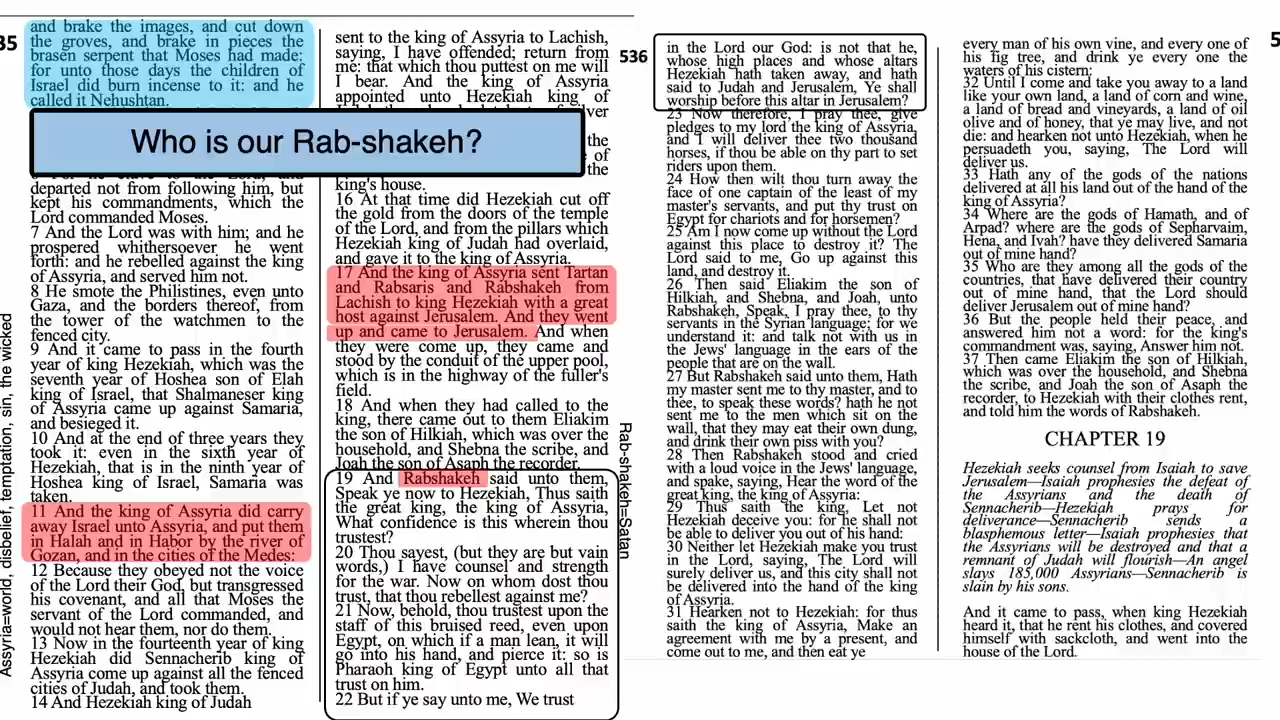 35
and brake the images, and cut down
the groves, and brake in pieces the
brasen serpent that Moses had made:
for unto those days the children of
Israel did burn incense to it: and he
called it Nehushtan.
Who is our Rab-shakeh?
departed not from following him, but
kept his commandments, which the
Lord commanded Moses.
7 And the Lord was with him; and he
prospered whithersoever he went
forth: and he rebelled against the king
of Assyria, and served him not.
8 He smote the Philistines, even unto
Gaza, and the borders thereof, from
the tower of the watchmen to the
fenced city.
9 And it came to pass in the fourth
year of king Hezekiah, which was the
seventh year of Hoshea son of Elah
king of Israel, that Shalmaneser king
of Assyria came up against Samaria,
and besieged it.
10 And at the end of three years they
took it: even in the sixth year of
Hezekiah, that is in the ninth year of
Hoshea king of Israel, Samaria was
taken.
11 And the king of Assyria did carry
away Israel unto Assyria, and put them
in Halah and in Habor by the river of
Gozan, and in the cities of the Medes:
12 Because they obeyed not the voice
of the Lord their God, but transgressed
his covenant, and all that Moses the
servant of the Lord commanded, and
would not hear them, nor do them.
13 Now in the fourteenth year of king
Hezekiah did Sennacherib king of
Assyria come up against all the fenced
cities of Judah, and took them.
14 And Hezekiah king of Judah
Assyria=world, disbelief, temptation, sin, the wicked
sent to the king of Assyria to Lachish,
saying, I have offended; return from
me: that which thou puttest on me will
I bear. And the king of Assyria
appointed unto Hezekiah king of
the
of
the
king's house.
16 At that time did Hezekiah cut off
the gold from the doors of the temple
of the Lord, and from the pillars which
Hezekiah king of Judah had overlaid,
and gave it to the king of Assyria.
17 And the king of Assyria sent Tartan
and Rabsaris and Rabshakeh from
Lachish to king Hezekiah with a great
host against Jerusalem. And they went
up and came to Jerusalem. And when
they were come up, they came and
stood by the conduit of the upper pool,
which is in the highway of the fuller's
field.
18 And when they had called to the
king, there came out to them Eliakim
the son of Hilkiah, which was over the
household, and Shebna the scribe, and
Joah the son of Asaph the recorder.
19 And Rabshakeh said unto them,
Speak ye now to Hezekiah, Thus saith
the great king, the king of Assyria,
What confidence is this wherein thou
trustest?
20 Thou sayest, (but they are but vain
words,) I have counsel and strength
for the war. Now on whom dost thou
trust, that thou rebellest against me?
21 Now, behold, thou trustest upon the
staff of this bruised reed, even upon
Egypt, on which if a man lean, it will
go into his hand, and pierce it: so is
Pharaoh king of Egypt unto all that
trust on him.
22 But if ye say unto me, We trust
Rab-shakeh=Satan
536
in the Lord our God: is not that he,
whose high places and whose altars
Hezekiah hath taken away, and hath
said to Judah and Jerusalem, Ye shall
worship before this altar in Jerusalem?
23 Now therefore, I pray thee, give
pledges to my lord the king of Assyria,
and I will deliver thee two thousand
horses, if thou be able on thy part to set
riders upon them.
24 How then wilt thou turn away the
face of one captain of the least of my
master's servants, and put thy trust on
Egypt for chariots and for horsemen?
25 Am I now come up without the Lord
against this place to destroy it? The
Lord said to me, Go up against this
land, and destroy it.
26 Then said Eliakim the son of
Hilkiah, and Shebna, and Joah, unto
Rabshakeh, Speak, I pray thee, to thy
servants in the Syrian language; for we
understand it: and talk not with us in
the Jews' language in the ears of the
people that are on the wall.
27 But Rabshakeh said unto them, Hath
my master sent me to thy master, and to
thee, to speak these words? hath he not
sent me to the men which sit on the
wall, that they may eat their own dung,
and drink their own piss with you?
28 Then Rabshakeh stood and cried
with a loud voice in the Jews' language,
and spake, saying, Hear the word of the
great king, the king of Assyria:
29 Thus saith the king, Let not
Hezekiah deceive you: for he shall not
be able to deliver you out of his hand:
30 Neither let Hezekiah make you trust
in the Lord, saying, The Lord will
surely deliver us, and this city shall not
be delivered into the hand of the king
of Assyria.
31 Hearken not to Hezekiah: for thus
saith the king of Assyria, Make an
agreement with me by a present, and
come out to me, and then eat ye
5
every man of his own vine, and every one of
his fig tree, and drink ye every one the
waters of his cistern:
32 Until I come and take you away to a land
like your own land, a land of corn and wine,
a land of bread and vineyards, a land of oil
olive and of honey, that ye may live, and not
die: and hearken not unto Hezekiah, when he
persuadeth you, saying, The Lord will
deliver us.
33 Hath any of the gods of the nations
delivered at all his land out of the hand of the
king of Assyria?
34 Where are the gods of Hamath, and of
Arpad? where are the gods of Sepharvaim,
Hena, and Ivah? have they delivered Samaria
out of mine hand?
35 Who are they among all the gods of the
countries, that have delivered their country
out of mine hand, that the Lord should
deliver Jerusalem out of mine hand?
36 But the people held their peace, and
answered him not a word: for the king's
commandment was, saying, Answer him not.
37 Then came Eliakim the son of Hilkiah,
which was over the household, and Shebna
the scribe, and Joah the son of Asaph the
recorder, to Hezekiah with their clothes rent,
and told him the words of Rabshakeh.
CHAPTER 19
Hezekiah seeks counsel from Isaiah to save
Jerusalem—Isaiah prophesies the defeat of
the Assyrians and the death of
Sennacherib—Hezekiah prays for
deliverance—Sennacherib sends a
blasphemous letter—Isaiah prophesies that
the Assyrians will be destroyed and that a
remnant of Judah will flourish—An angel
slays 185,000 Assyrians—Sennacherib is
slain by his sons.
And it came to pass, when king Hezekiah
heard it, that he rent his clothes, and covered
himself with sackcloth, and went into the
house of the Lord.